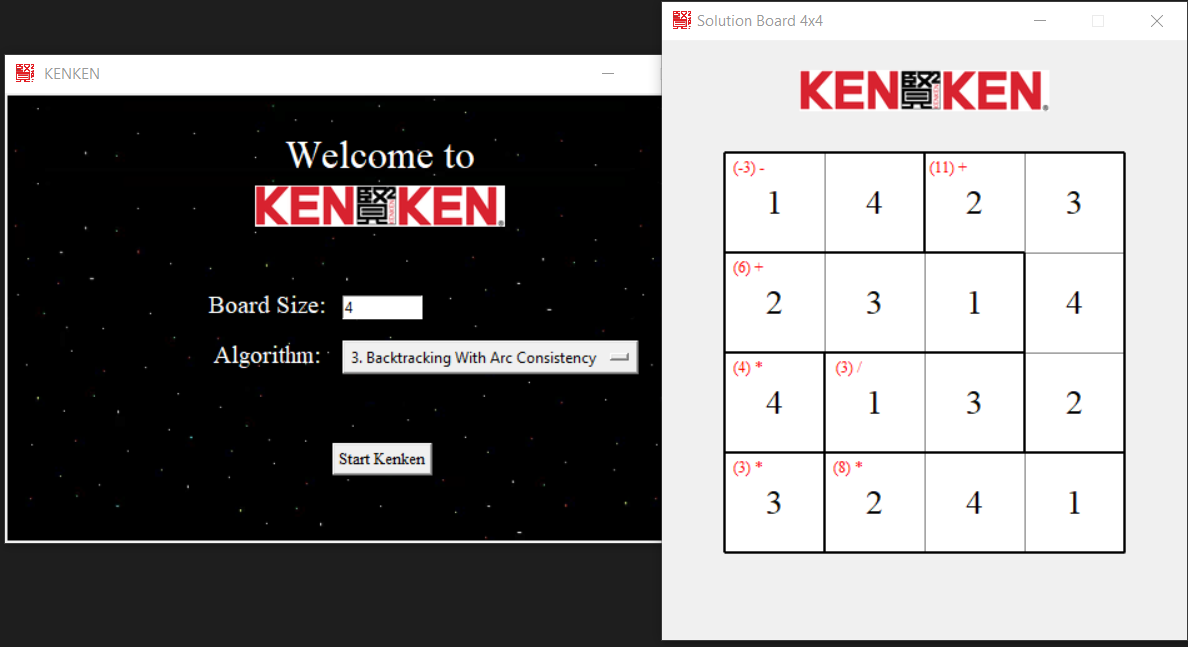 KENKEN
Welcome to
KEN賢KEN®
Board Size: 4
Algorithm: 3. Backtracking With Arc Consistency
Start Kenken
Solution Board 4x4
KEN賢KEN®
(-3) - (11) +
1 4 2 3
(6) +
2 3 1 4
(4) * (3) /
4 1 3 2
(3) * (8) *
3 2 4 1